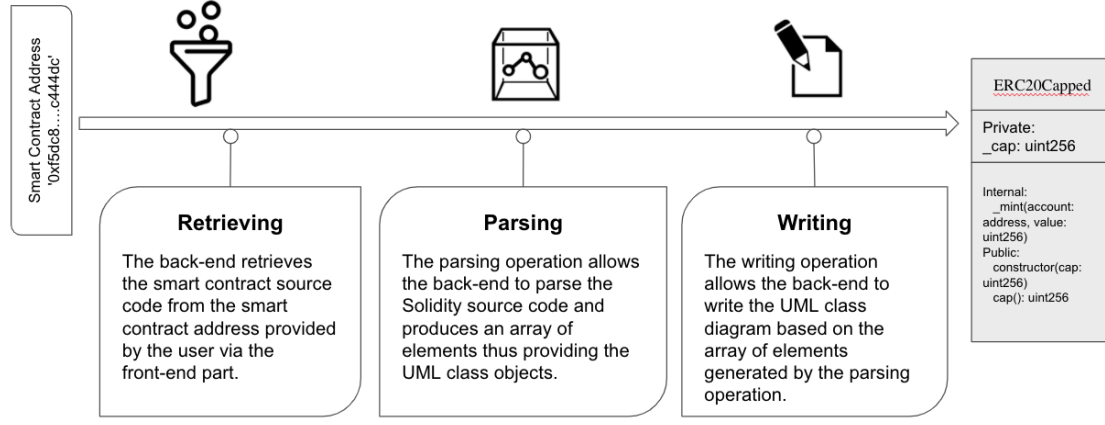 Smart Contract Address
'0xf5dc8....c444dc'
Retrieving
The back-end retrieves
the smart contract source
code from the smart
contract address provided
by the user via the
front-end part.
Parsing
The parsing operation allows
the back-end to parse the
Solidity source code and
produces an array of
elements thus providing the
UML class objects.
Writing
The writing operation
allows the back-end to
write the UML class
diagram based on the
array of elements
generated by the parsing
operation.
ERC20Capped
Private:
_cap: uint256
Internal:
_mint(account:
address, value:
uint256)
Public:
constructor(cap:
uint256)
cap(): uint256